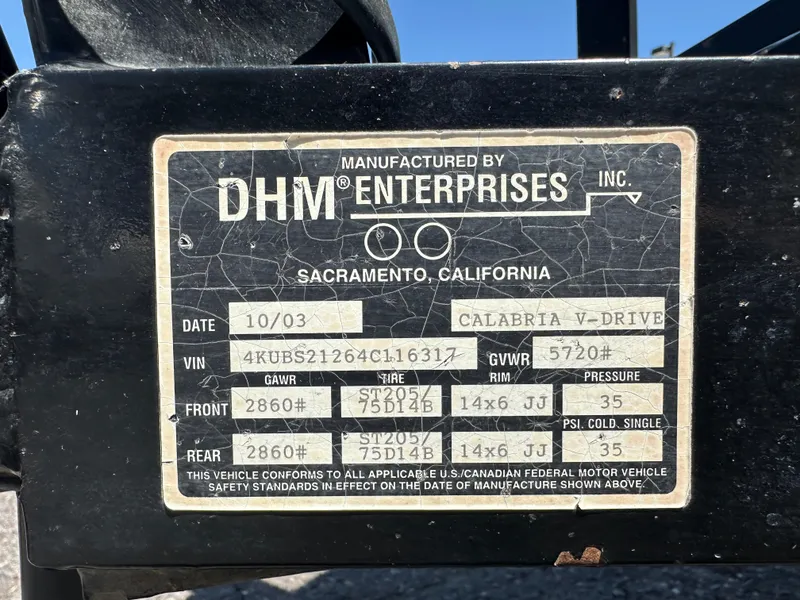 MANUFACTURED BY
DHM® ENTERPRISES INC.
SACRAMENTO, CALIFORNIA
DATE 10/03 CALABRIA V-DRIVE
VIN 4KUBS21264C116317 GVWR 5720#
GAWR TIRE RIM PRESSURE
FRONT 2860# ST205/75D14B 14x6 JJ 35
PSI. COLD. SINGLE
REAR 2860# ST205/75D14B 14x6 JJ 35
THIS VEHICLE CONFORMS TO ALL APPLICABLE U.S./CANADIAN FEDERAL MOTOR VEHICLE
SAFETY STANDARDS IN EFFECT ON THE DATE OF MANUFACTURE SHOWN ABOVE.